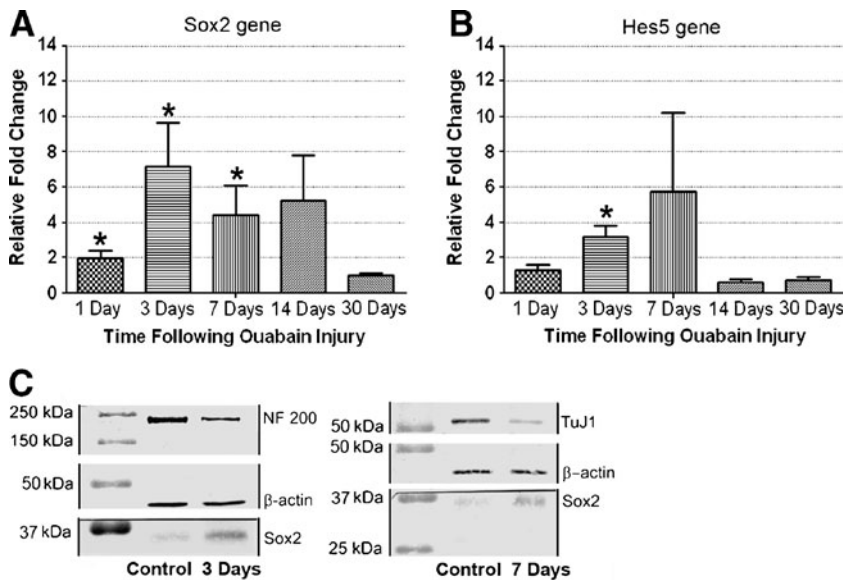 A
Sox2 gene
Relative Fold Change
14
12
10
8
6
4
2
0
*
*
*
1 Day 3 Days 7 Days 14 Days 30 Days
Time Following Ouabain Injury
B
Hes5 gene
Relative Fold Change
14
12
10
8
6
4
2
0
*
1 Day 3 Days 7 Days 14 Days 30 Days
Time Following Ouabain Injury
C
250 kDa
150 kDa
NF 200
50 kDa
β-actin
37 kDa
Sox2
Control 3 Days
50 kDa
TuJ1
50 kDa
β-actin
37 kDa
Sox2
25 kDa
Control 7 Days